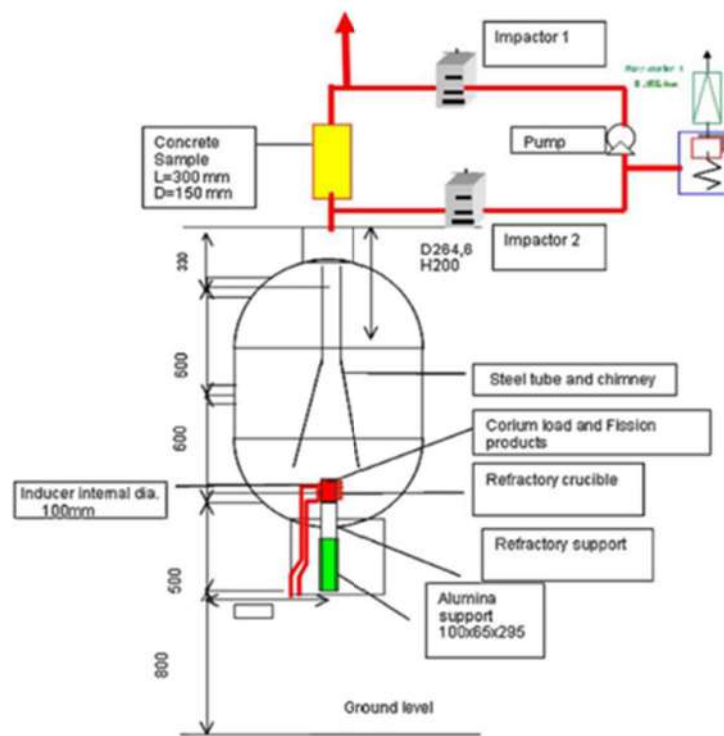 Impactor 1
Concrete
Sample
L=300 mm
D=150 mm
Pump
Impactor 2
D264,6
H200
330
600
Steel tube and chimney
600
Corium load and Fission
products
Inducer internal dia.
100mm
Refractory crucible
Refractory support
500
Alumina
support
100x65x295
800
Ground level